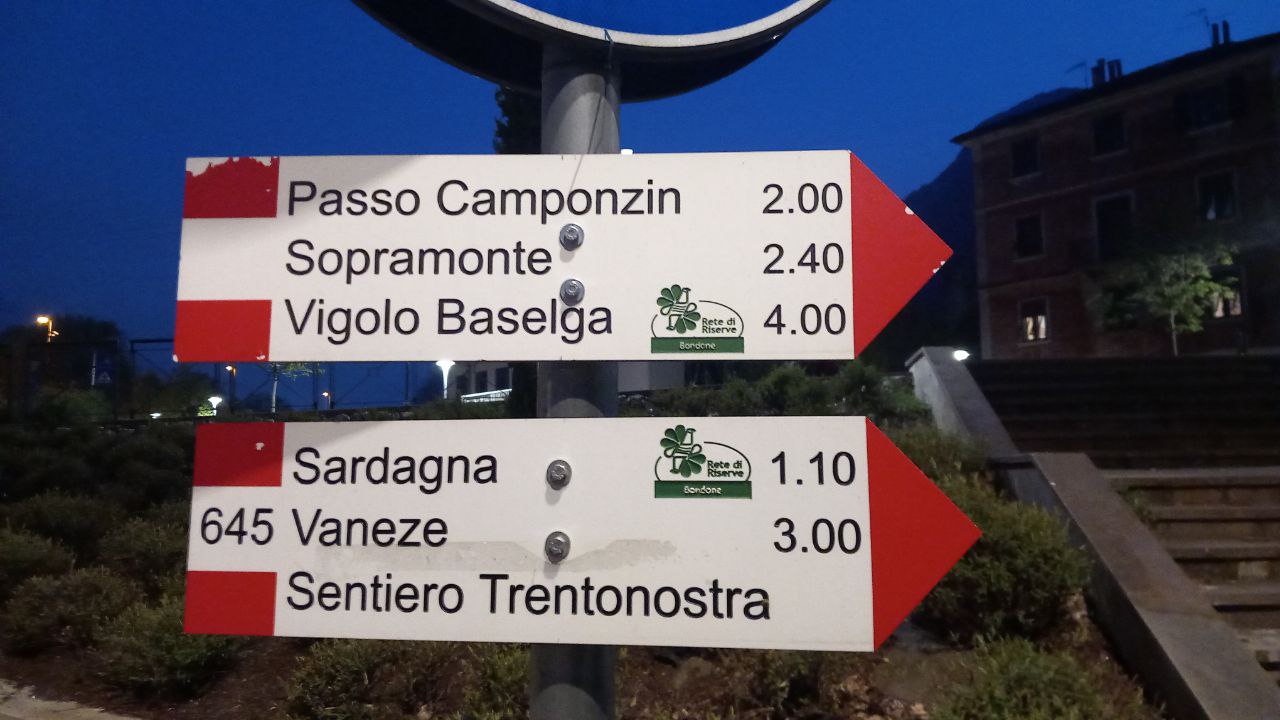 Passo Camponzin 2.00
Sopramonte 2.40
Vigolo Baselga 4.00
Rete di
Riserve
Bondone
Sardagna 1.10
Rete di
Riserve
Bondone
645 Vaneze 3.00
Sentiero Trentonostra